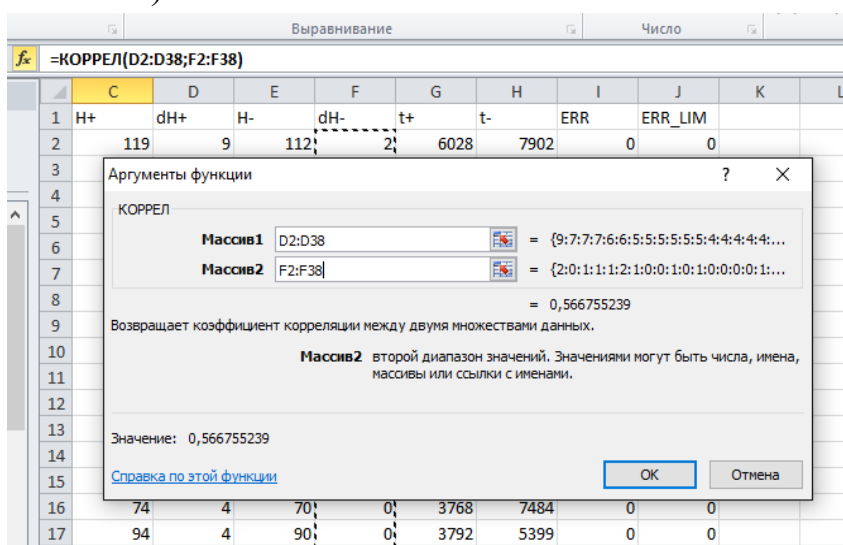 )
Выравнивание Число
fx =КОРРЕЛ(D2:D38;F2:F38)
C D E F G H I J K L
1 H+ dH+ H- dH- t+ t- ERR ERR_LIM
2 119 9 112 2 6028 7902 0 0
3
Аргументы функции ? X
4
КОРРЕЛ
5
Массив1 D2:D38 = {9:7:7:7:6:6:5:5:5:5:5:5:4:4:4:4:4:...
6
Массив2 F2:F38 = {2:0:1:1:1:2:1:0:0:1:0:1:0:0:0:0:1:...
7
= 0,566755239
8
9
Возвращает коэффициент корреляции между двумя множествами данных.
10
Массив2 второй диапазон значений. Значениями могут быть числа, имена,
массивы или ссылки с именами.
11
12
13
Значение: 0,566755239
14
15
Справка по этой функции OK Отмена
16 74 4 70 0 3768 7484 0 0
17 94 4 90 0 3792 5399 0 0